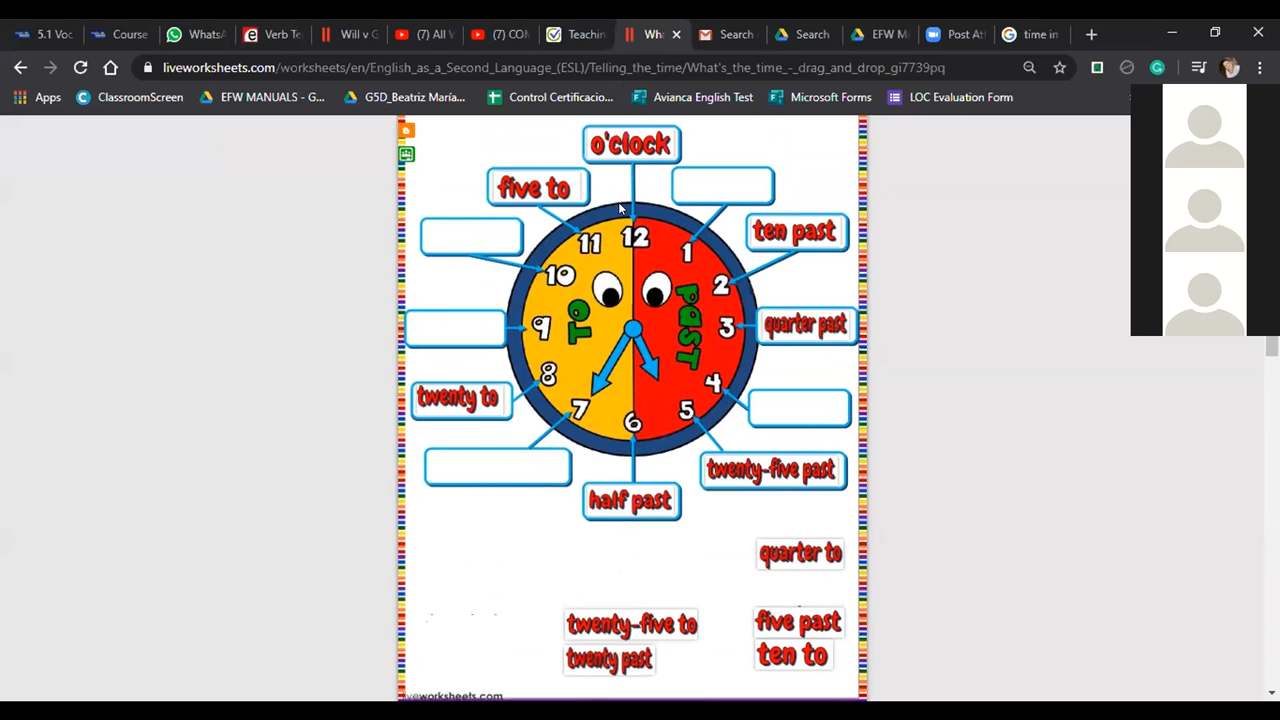 5.1 Voc
Course
WhatsA
Verb Te
Will v G
(7) All V
(7) CON
Teachin
Wha
Search
Search
EFW M
Post Att
time in
liveworksheets.com/worksheets/en/English_as_a_Second_Language_(ESL)/Telling_the_time/What's_the_time_-_drag_and_drop_gi7739pq
Apps
ClassroomScreen
EFW MANUALS - G...
G5D_Beatriz María...
Control Certificacio...
Avianca English Test
Microsoft Forms
LOC Evaluation Form
o'clock
five to
ten past
11 12 1
10 2
9 TO PAST 3
quarter past
8 4
twenty to
7 6 5
twenty-five past
half past
quarter to
twenty-five to
five past
twenty past
ten to
liveworksheets.com